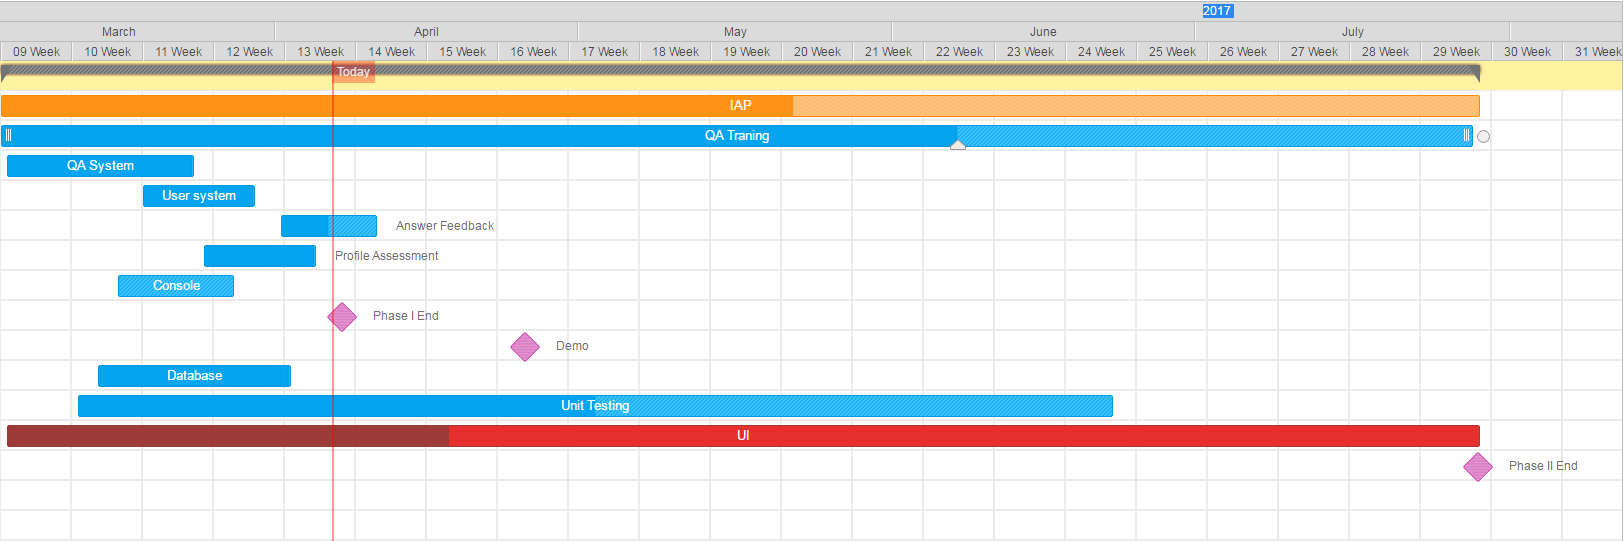 2017
March April May June July
09 Week 10 Week 11 Week 12 Week 13 Week 14 Week 15 Week 16 Week 17 Week 18 Week 19 Week 20 Week 21 Week 22 Week 23 Week 24 Week 25 Week 26 Week 27 Week 28 Week 29 Week 30 Week 31 Week
Today
IAP
QA Traning
QA System
User system
Answer Feedback
Profile Assessment
Console
Phase I End
Demo
Database
Unit Testing
UI
Phase II End